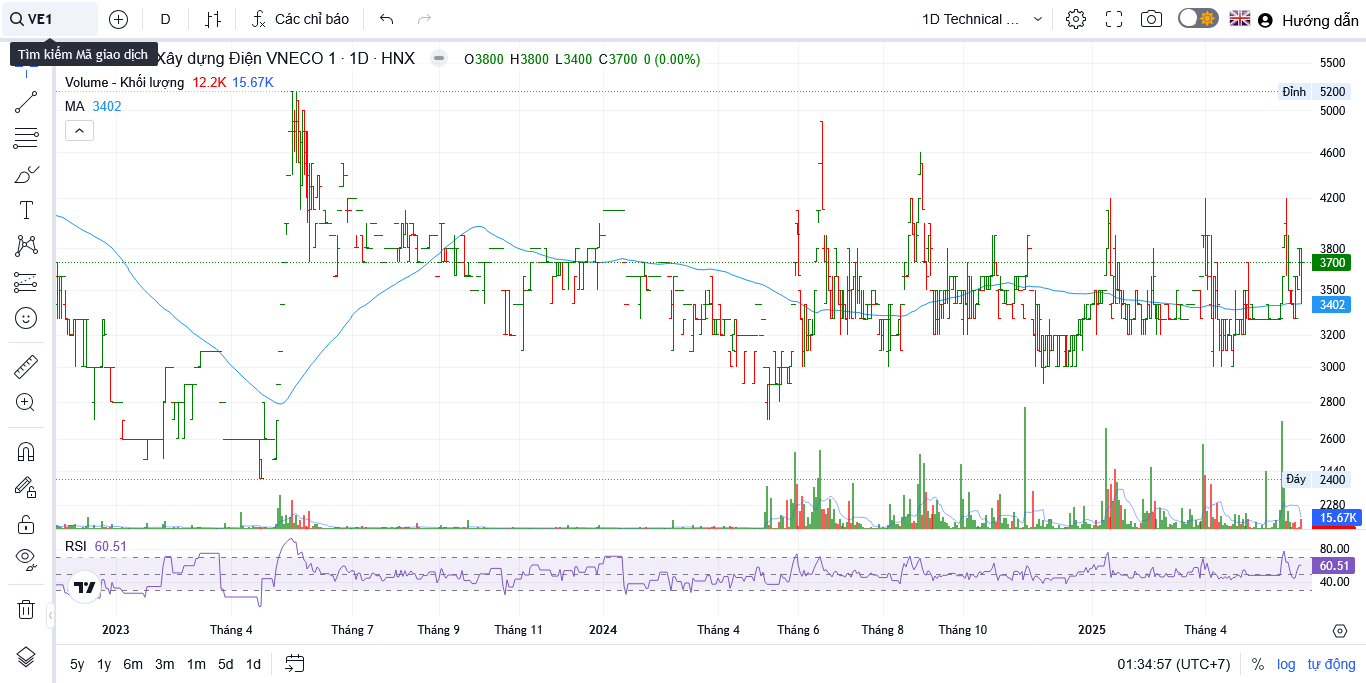 VE1
D
Các chỉ báo
1D Technical ...
Hướng dẫn
Tìm kiếm Mã giao dịch
Xây dựng Điện VNECO 1 · 1D · HNX
O3800 H3800 L3400 C3700 0 (0.00%)
Volume - Khối lượng 12.2K 15.67K
MA 3402
5500
Đỉnh 5200
5000
4600
4200
3800
3700
3500
3402
3200
3000
2800
2600
2440
Đáy 2400
2280
15.67K
RSI 60.51
80.00
60.51
40.00
2023 Tháng 4 Tháng 7 Tháng 9 Tháng 11 2024 Tháng 4 Tháng 6 Tháng 8 Tháng 10 2025 Tháng 4
5y 1y 6m 3m 1m 5d 1d
01:34:57 (UTC+7) % log tự động